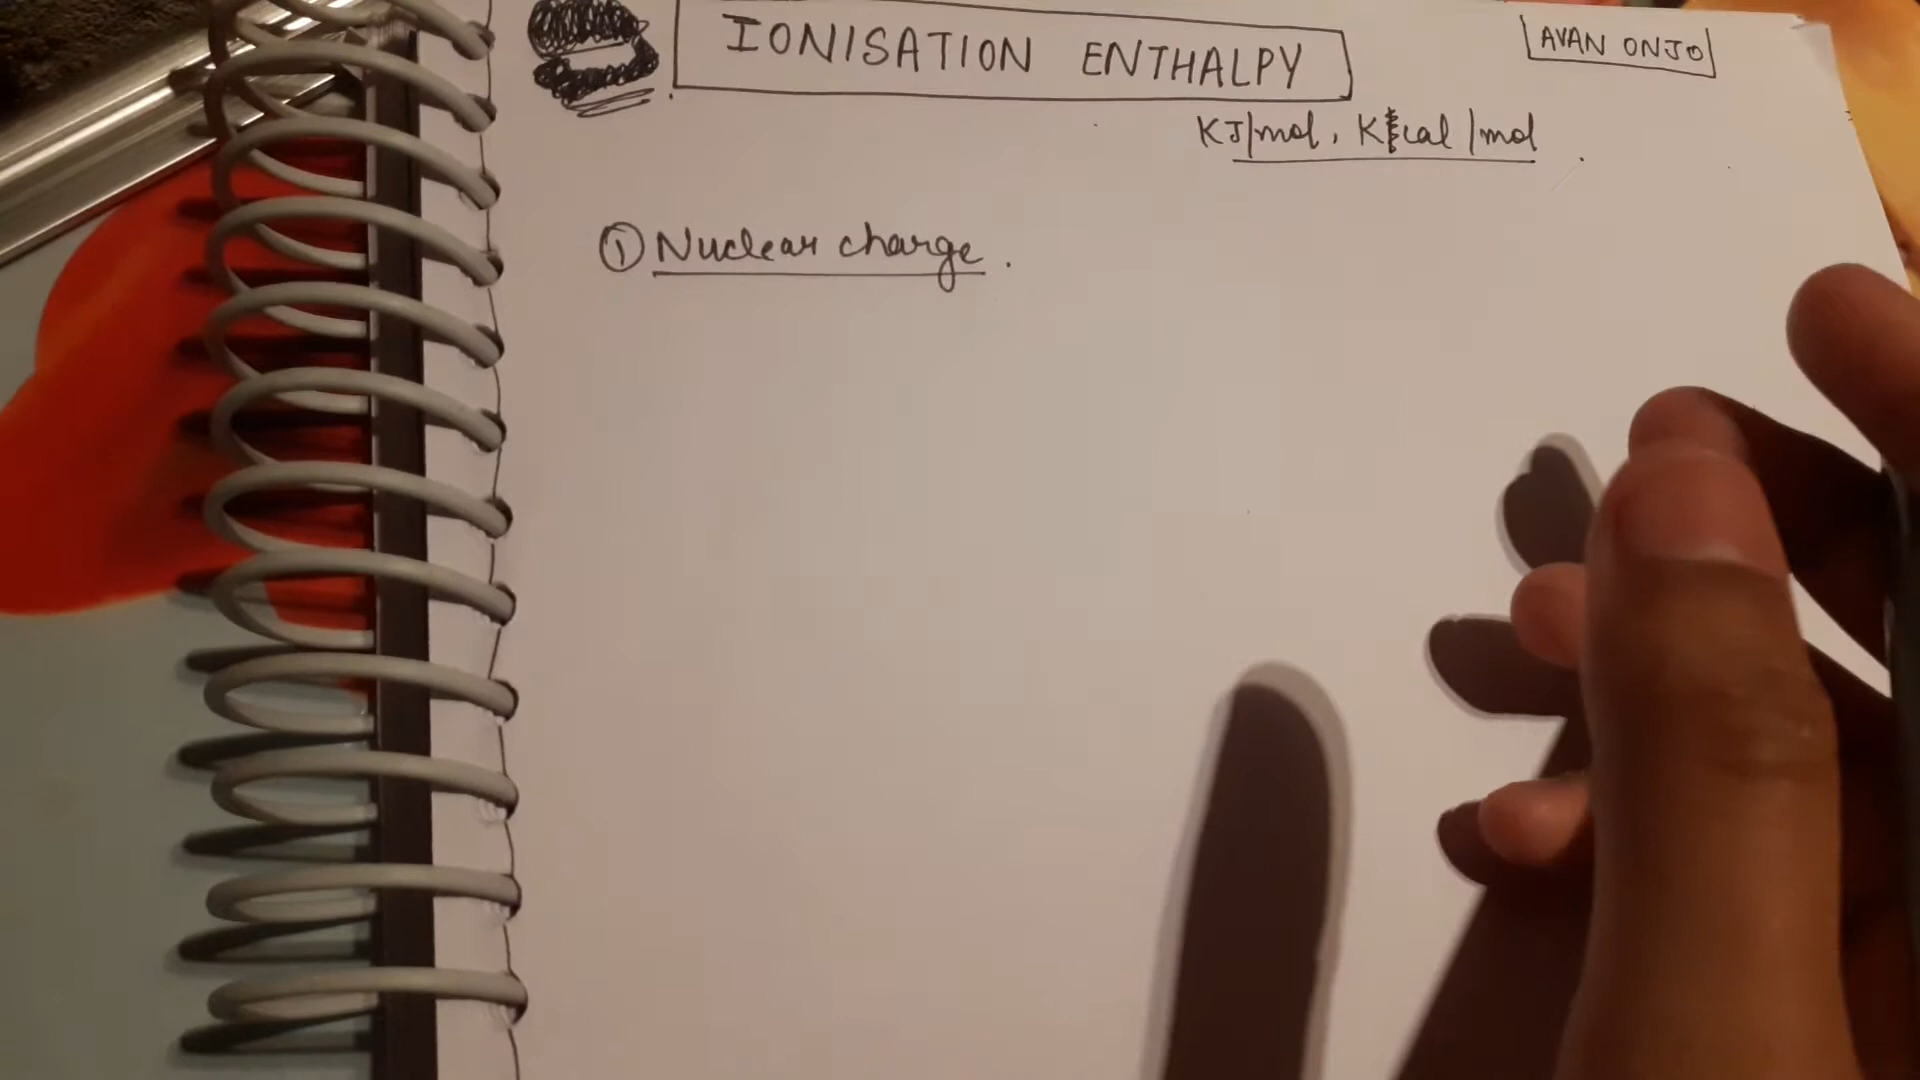 IONISATION ENTHALPY
AVAN ONJO
KJ/mol, Kcal/mol
① Nuclear charge.